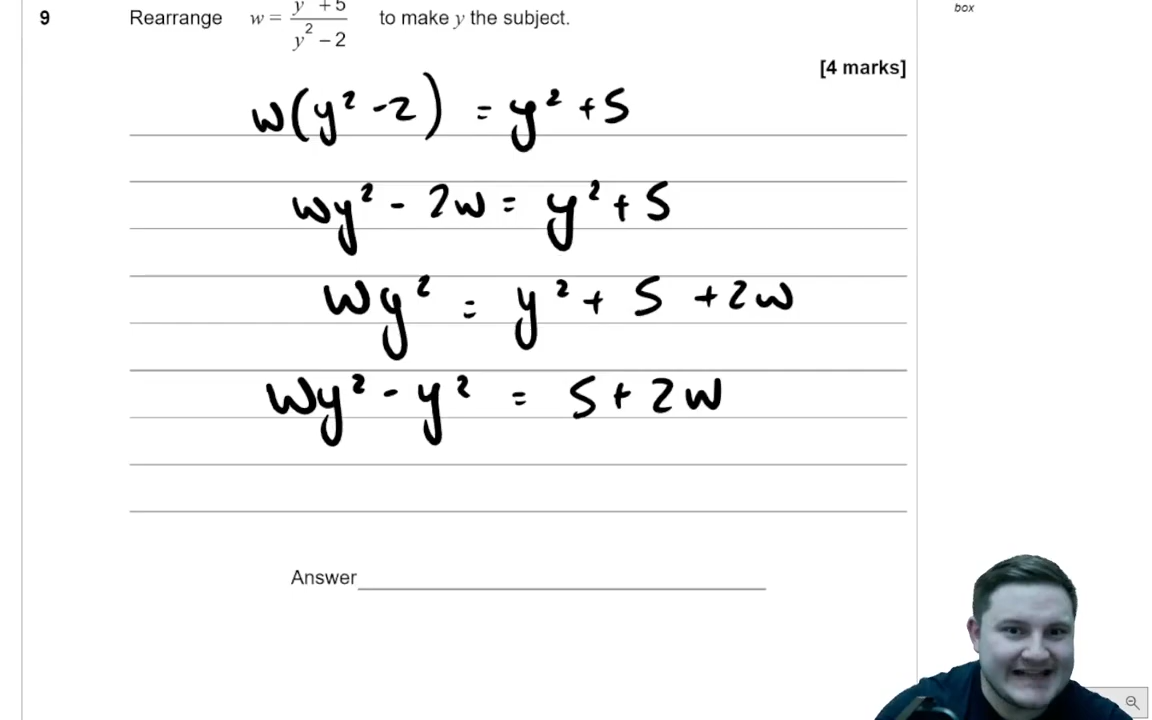 9 Rearrange w = y² + 5 / y² − 2 to make y the subject.
box
[4 marks]
w(y² - 2) = y² + 5
wy² - 2w = y² + 5
wy² = y² + 5 + 2w
wy² - y² = 5 + 2w
Answer